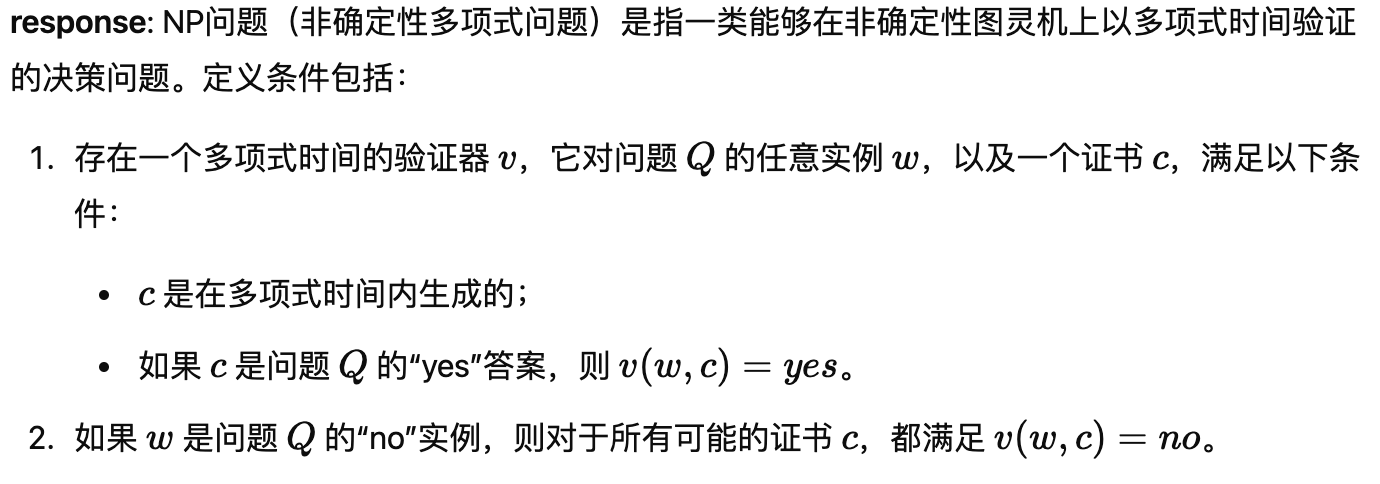 response: NP问题（非确定性多项式问题）是指一类能够在非确定性图灵机上以多项式时间验证
的决策问题。定义条件包括：
1. 存在一个多项式时间的验证器 v，它对问题 Q 的任意实例 w，以及一个证书 c，满足以下条
件：
• c 是在多项式时间内生成的；
• 如果 c 是问题 Q 的“yes”答案，则 v(w, c) = yes。
2. 如果 w 是问题 Q 的“no”实例，则对于所有可能的证书 c，都满足 v(w, c) = no。